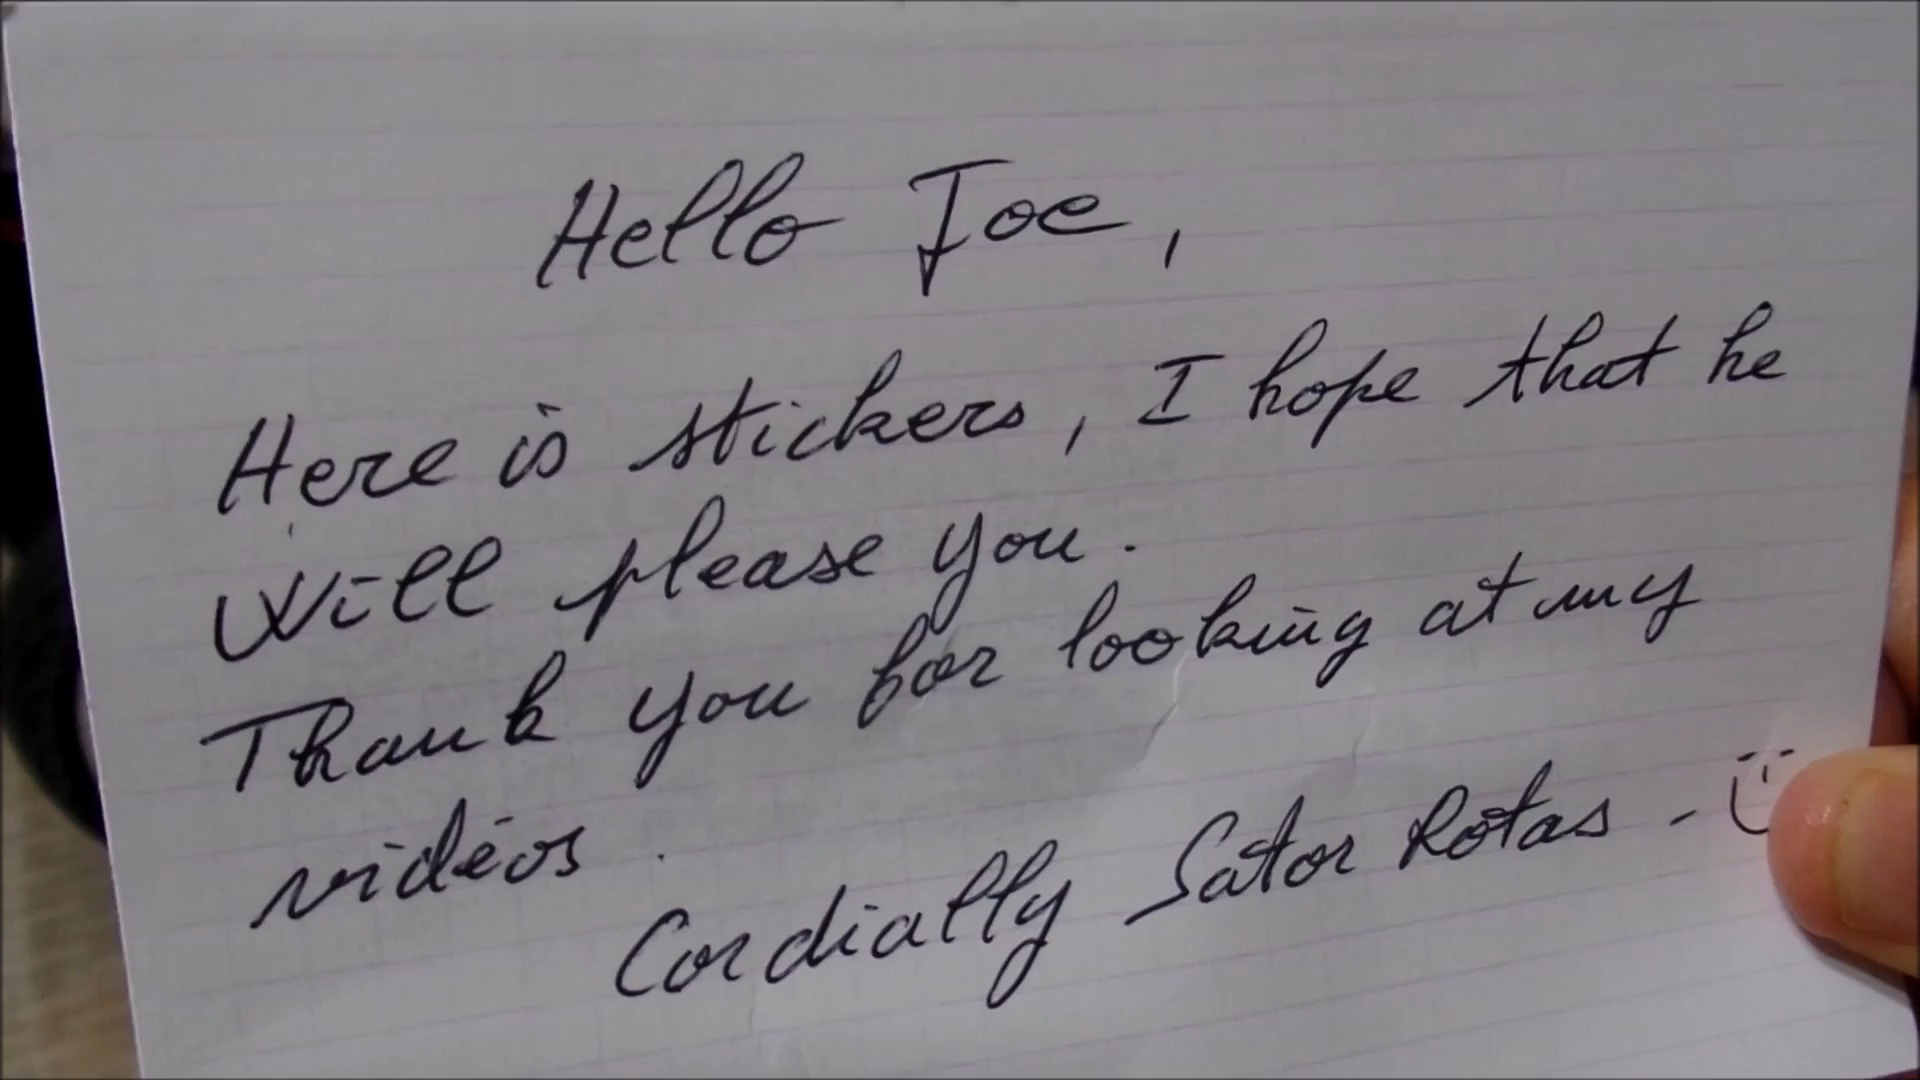 Hello Joe,
Here is stickers, I hope that he
will please you.
Thank you for looking at my
vidéos.
Cordially Sator Rotas -